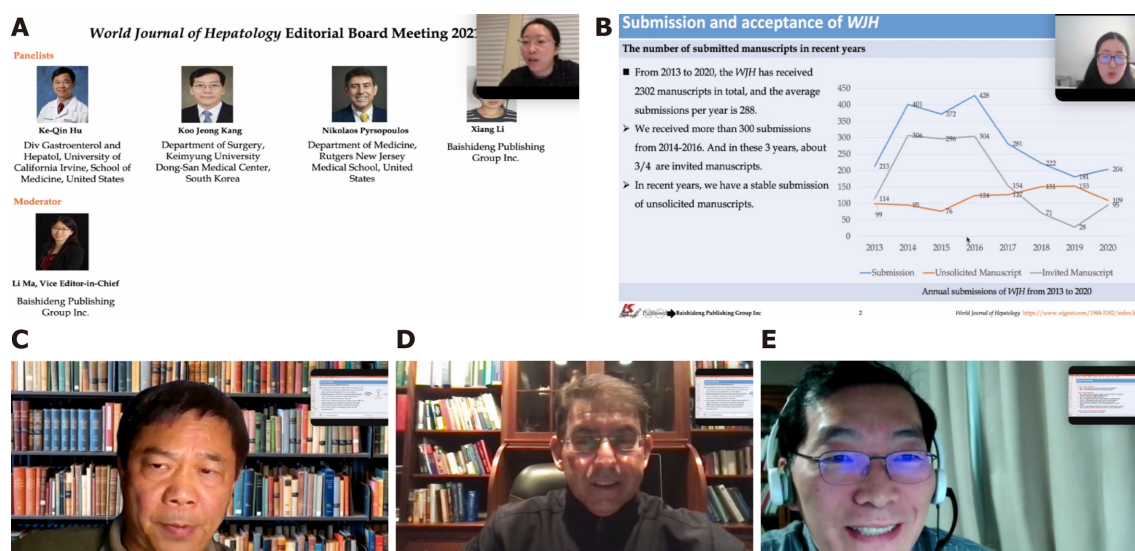 A
World Journal of Hepatology Editorial Board Meeting 2021
Panelists
Ke-Qin Hu
Div Gastroenterol and
Hepatol, University of
California Irvine, School of
Medicine, United States
Koo Jeong Kang
Department of Surgery,
Keimyung University
Dong-San Medical Center,
South Korea
Nikolaos Pyrsopoulos
Department of Medicine,
Rutgers New Jersey
Medical School, United
States
Xiang Li
Baishideng Publishing
Group Inc.
Moderator
Li Ma, Vice Editor-in-Chief
Baishideng Publishing
Group Inc.
B
Submission and acceptance of WJH
The number of submitted manuscripts in recent years
■ From 2013 to 2020, the WJH has received
2302 manuscripts in total, and the average
submissions per year is 288.
➢ We received more than 300 submissions
from 2014-2016. And in these 3 years, about
3/4 are invited manuscripts.
➢ In recent years, we have a stable submission
of unsolicited manuscripts.
450
400
350
300
250
200
150
100
50
0
213 401 372 428 281 222 181 204
114 306 296 304 154 71 28 95
99 95 76 124 127 151 153 109
2013 2014 2015 2016 2017 2018 2019 2020
Submission Unsolicited Manuscript Invited Manuscript
Annual submissions of WJH from 2013 to 2020
Baishideng Publishing Group Inc
2
World Journal of Hepatology https://www.wjgnet.com/1948-5182/index.h
C
D
E